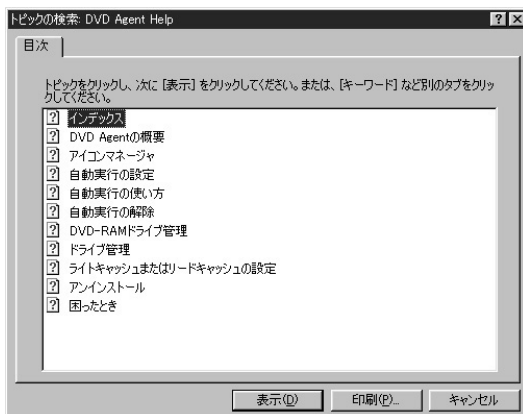 トピックの検索: DVD Agent Help
目次
トピックをクリックし、次に [表示] をクリックしてください。または、[キーワード] など別のタブをクリッ
クしてください。
インデックス
DVD Agentの概要
アイコンマネージャ
自動実行の設定
自動実行の使い方
自動実行の解除
DVD-RAMドライブ管理
ドライブ管理
ライトキャッシュまたはリードキャッシュの設定
アンインストール
困ったとき
表示(D) 印刷(P)... キャンセル